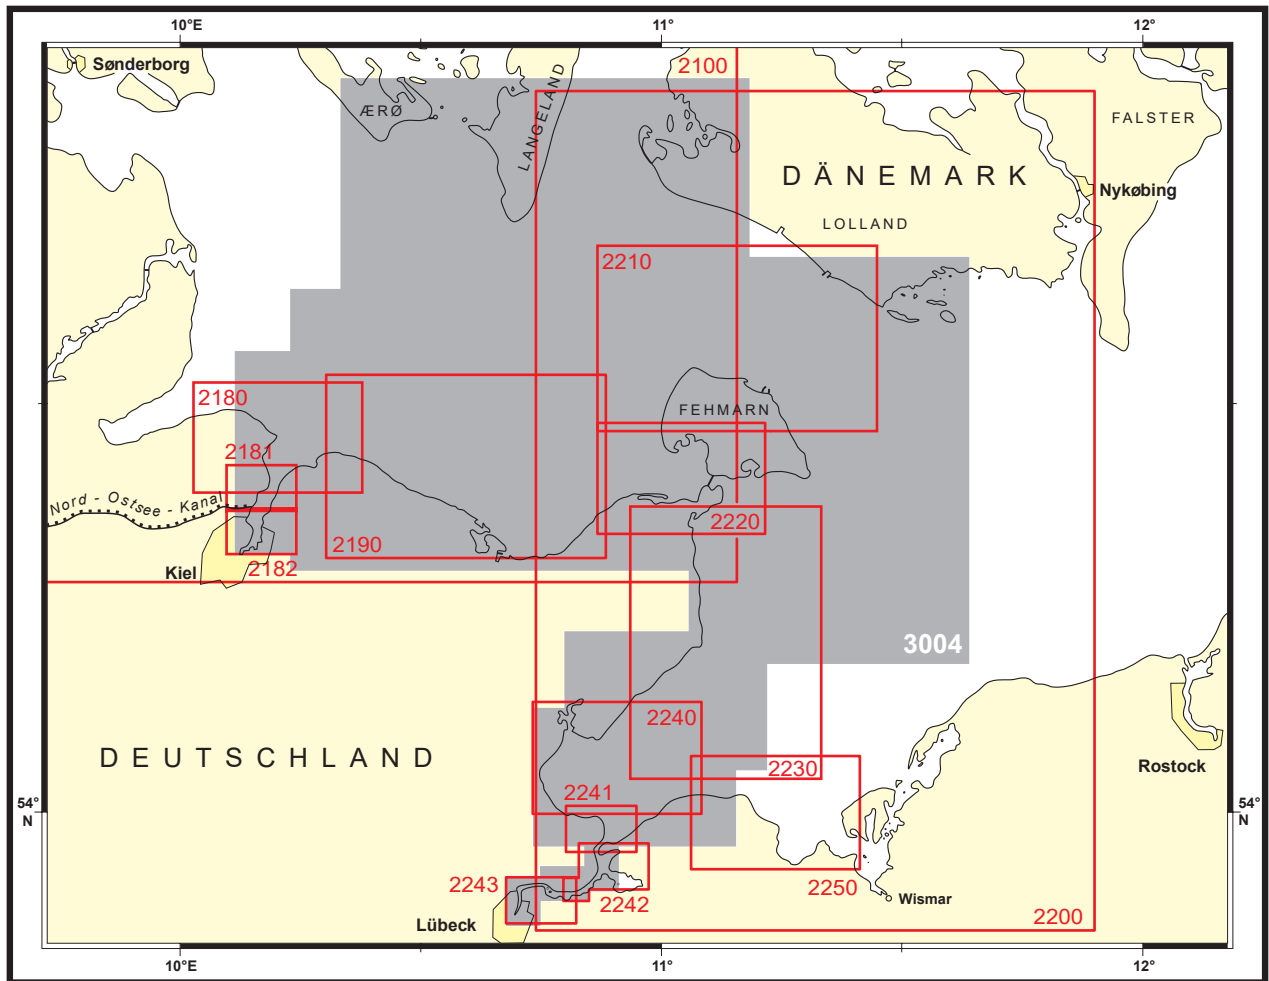 10°E
11°
12°
Sønderborg
2100
ÆRØ
LANGELAND
FALSTER
DÄNEMARK
Nykøbing
LOLLAND
2210
2180
FEHMARN
2181
Nord - Ostsee - Kanal
2220
2190
Kiel
2182
3004
2240
DEUTSCHLAND
2230
Rostock
2241
54°
N
54°
N
2243
2250
Wismar
2242
Lübeck
2200
10°E
11°
12°